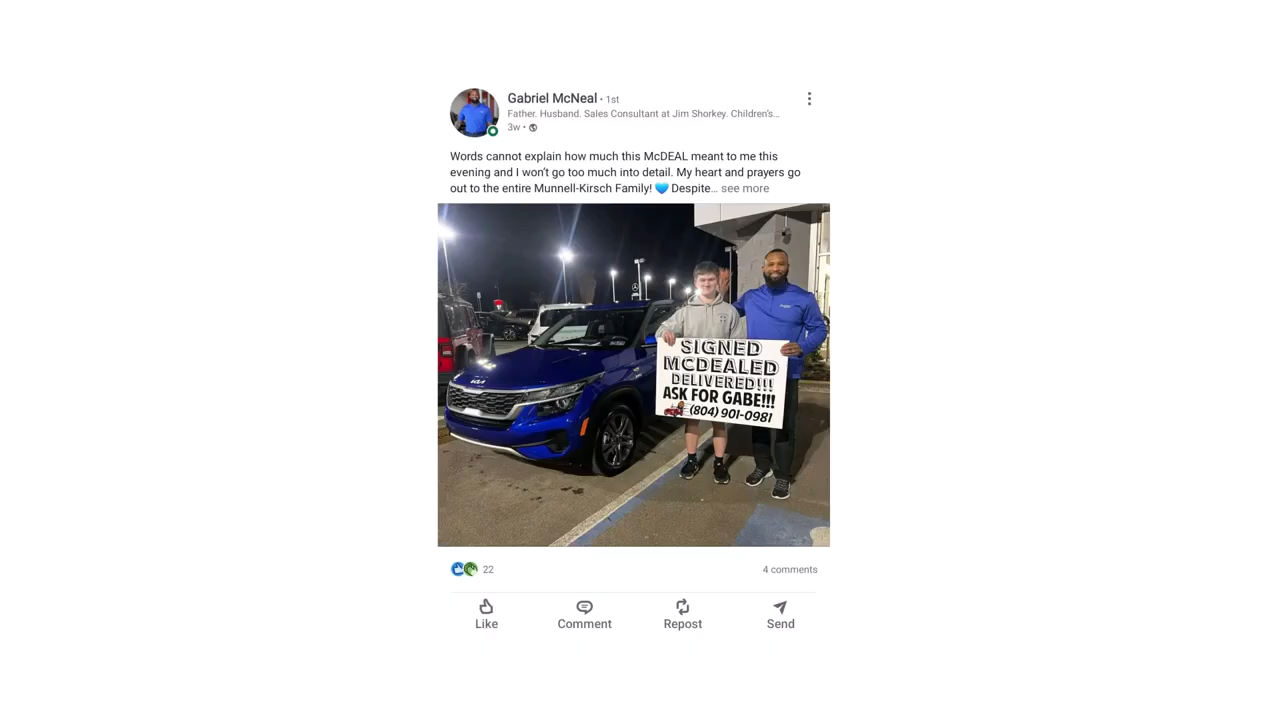 Gabriel McNeal • 1st
Father. Husband. Sales Consultant at Jim Shorkey. Children's...
3w •
Words cannot explain how much this McDEAL meant to me this
evening and I won't go too much into detail. My heart and prayers go
out to the entire Munnell-Kirsch Family! 💙 Despite... see more
KIA
SIGNED
MCDEALED
DELIVERED!!!
ASK FOR GABE!!!
(804) 901-0981
22
4 comments
Like
Comment
Repost
Send